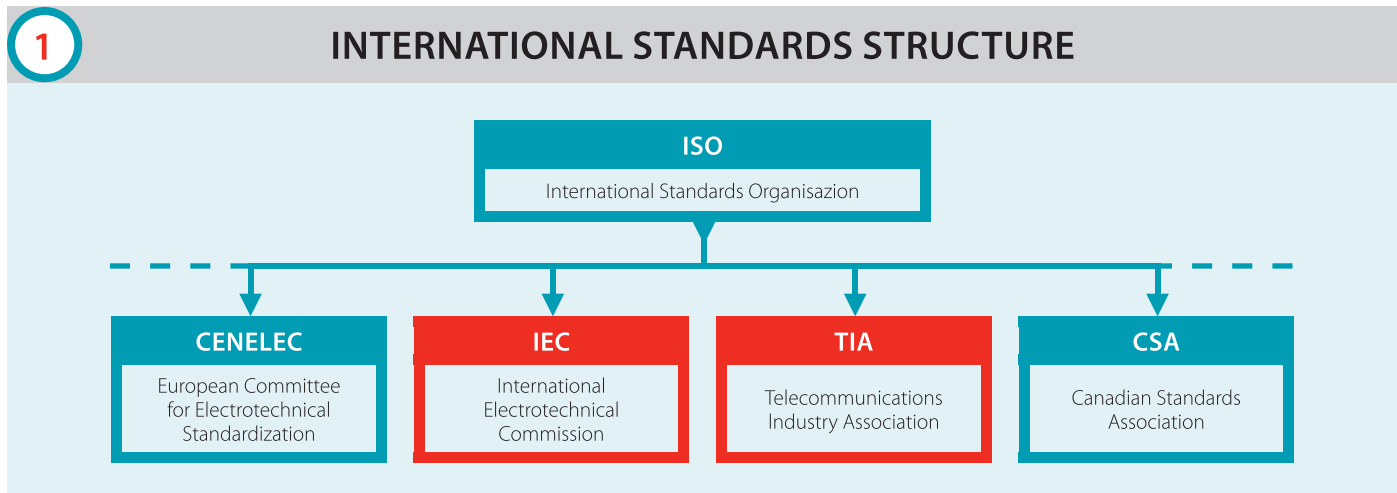 1
INTERNATIONAL STANDARDS STRUCTURE
ISO
International Standards Organisazion
CENELEC
European Committee
for Electrotechnical
Standardization
IEC
International
Electrotechnical
Commission
TIA
Telecommunications
Industry Association
CSA
Canadian Standards
Association